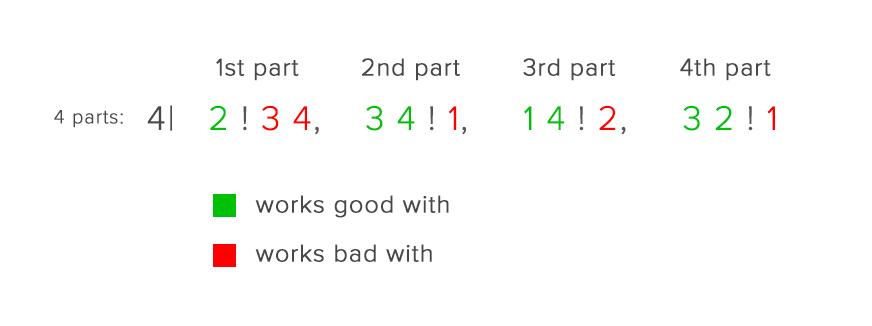 1st part 2nd part 3rd part 4th part
4 parts: 4| 2 ! 3 4, 3 4 ! 1, 1 4 ! 2, 3 2 ! 1
works good with
works bad with